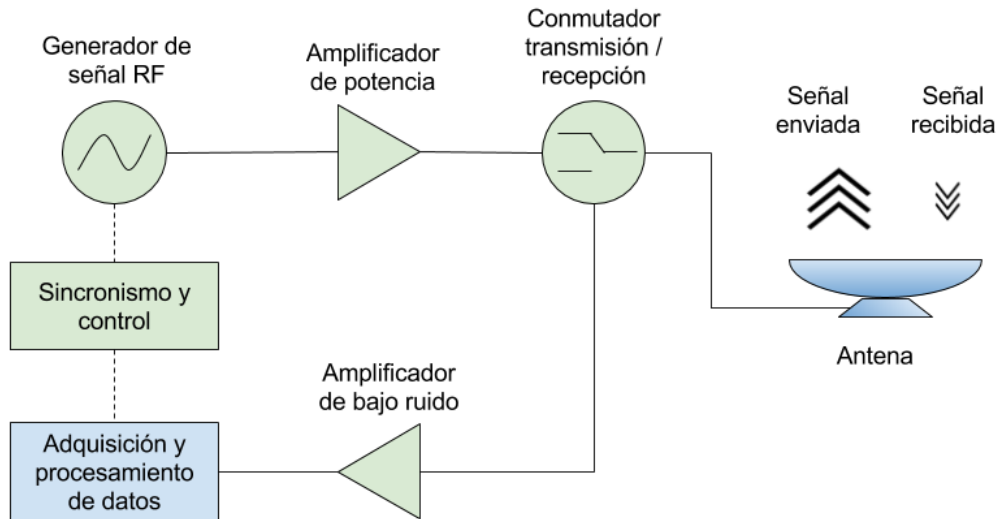 Generador de
señal RF
Amplificador
de potencia
Conmutador
transmisión /
recepción
Señal
enviada
Señal
recibida
Sincronismo y
control
Antena
Amplificador
de bajo ruido
Adquisición y
procesamiento
de datos